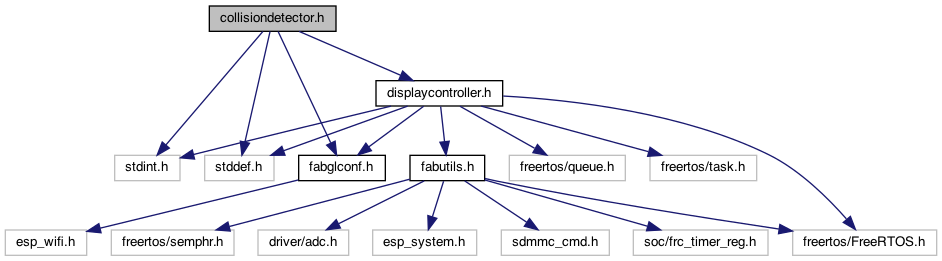 collisiondetector.h
displaycontroller.h
stdint.h
stddef.h
fabglconf.h
fabutils.h
freertos/queue.h
freertos/task.h
esp_wifi.h
freertos/semphr.h
driver/adc.h
esp_system.h
sdmmc_cmd.h
soc/frc_timer_reg.h
freertos/FreeRTOS.h